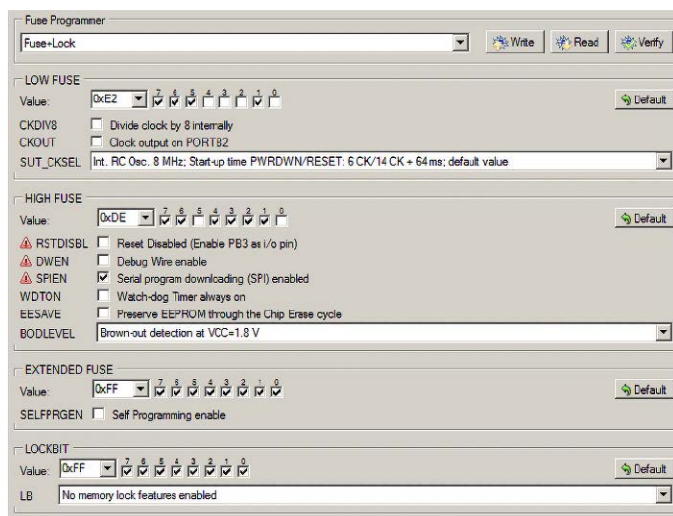 Fuse Programmer
Fuse+Lock Write Read Verify
LOW FUSE
Value: 0xE2 7 6 5 4 3 2 1 0 Default
CKDIV8 Divide clock by 8 internally
CKOUT Clock output on PORTB2
SUT_CKSEL Int. RC Osc. 8 MHz; Start-up time PWRDWN/RESET: 6 CK/14 CK + 64 ms; default value
HIGH FUSE
Value: 0xDE 7 6 5 4 3 2 1 0 Default
RSTDISBL Reset Disabled (Enable PB3 as i/o pin)
DWEN Debug Wire enable
SPIEN Serial program downloading (SPI) enabled
WDTON Watch-dog Timer always on
EESAVE Preserve EEPROM through the Chip Erase cycle
BODLEVEL Brown-out detection at VCC=1.8 V
EXTENDED FUSE
Value: 0xFF 7 6 5 4 3 2 1 0 Default
SELFPRGEN Self Programming enable
LOCKBIT
Value: 0xFF 7 6 5 4 3 2 1 0 Default
LB No memory lock features enabled